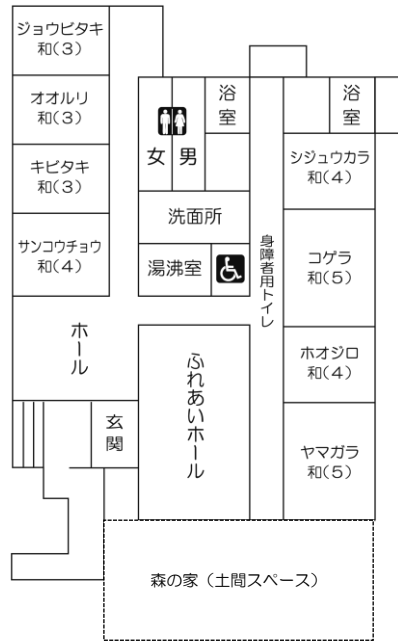 ジョウビタキ
和(3)
オオルリ
和(3)
キビタキ
和(3)
サンコウチョウ
和(4)
ホール
玄関
女
男
浴室
洗面所
湯沸室
身障者用トイレ
ふれあいホール
浴室
シジュウカラ
和(4)
コゲラ
和(5)
ホオジロ
和(4)
ヤマガラ
和(5)
森の家(土間スペース)